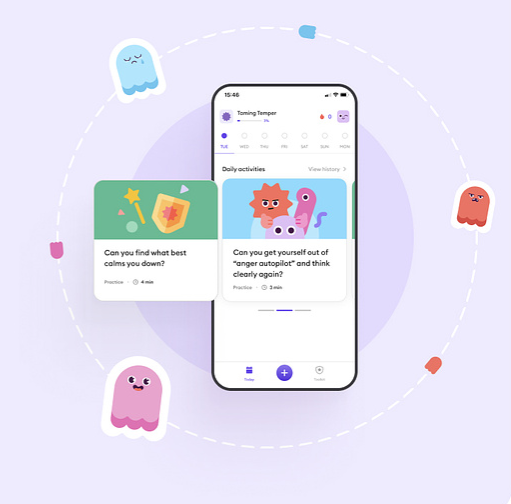 15:46
Taming Temper
1%
0
TUE WED THU FRI SAT SUN MON
Daily activities
View history
Can you find what best
calms you down?
Practice · 4 min
Can you get yourself out of
“anger autopilot” and think
clearly again?
Practice · 3 min
Today
Toolkit